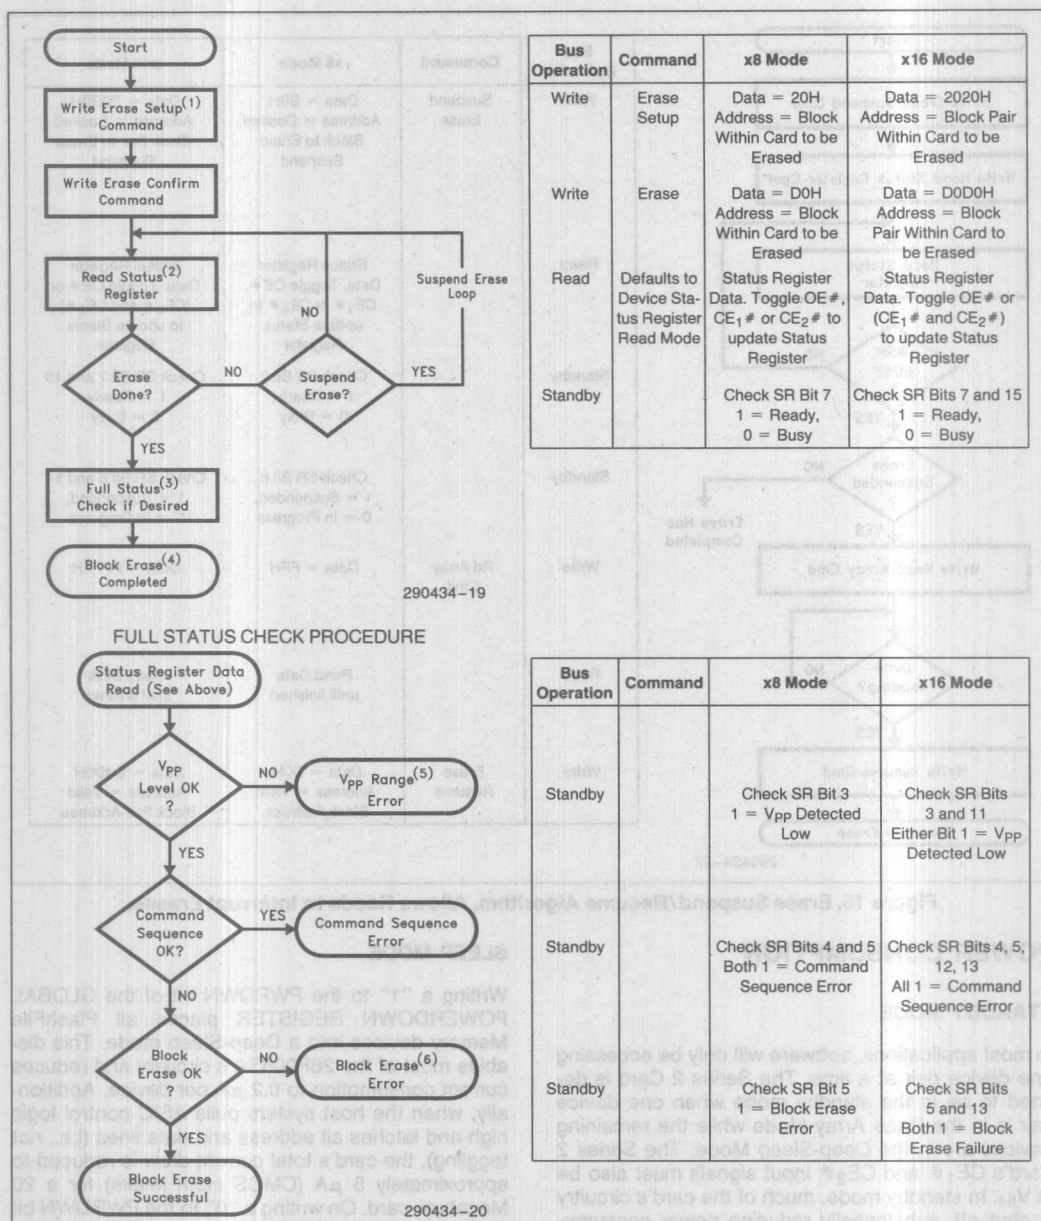 Start
Write Erase Setup(1)
Command
Write Erase Confirm
Command
Read Status(2)
Register
Suspend Erase
Loop
NO
Erase
Done?
NO
Suspend
Erase?
YES
YES
Full Status(3)
Check if Desired
Block Erase(4)
Completed
290434-19
Bus Operation Command x8 Mode x16 Mode
Write Erase Data = 20H Data = 2020H
Setup Address = Block Address = Block Pair
Within Card to be Within Card to be
Erased Erased
Write Erase Data = D0H Data = D0D0H
Address = Block Address = Block
Within Card to be Pair Within Card to
Erased be Erased
Read Defaults to Status Register Status Register
Device Sta- Data. Toggle OE#, Data. Toggle OE# or
tus Register CE1# or CE2# to (CE1# and CE2#)
Read Mode update Status to update Status
Register Register
Standby Check SR Bit 7 Check SR Bits 7 and 15
1 = Ready, 1 = Ready,
0 = Busy 0 = Busy
FULL STATUS CHECK PROCEDURE
Status Register Data
Read (See Above)
VPP
Level OK
?
NO
VPP Range(5)
Error
YES
Command
Sequence
OK?
YES
Command Sequence
Error
NO
Block
Erase OK
?
NO
Block Erase(6)
Error
YES
Block Erase
Successful
290434-20
Bus Operation Command x8 Mode x16 Mode
Standby Check SR Bit 3 Check SR Bits
1 = VPP Detected 3 and 11
Low Either Bit 1 = VPP
Detected Low
Standby Check SR Bits 4 and 5 Check SR Bits 4, 5,
Both 1 = Command 12, 13
Sequence Error All 1 = Command
Sequence Error
Standby Check SR Bit 5 Check SR Bits
1 = Block Erase 5 and 13
Error Both 1 = Block
Erase Failure